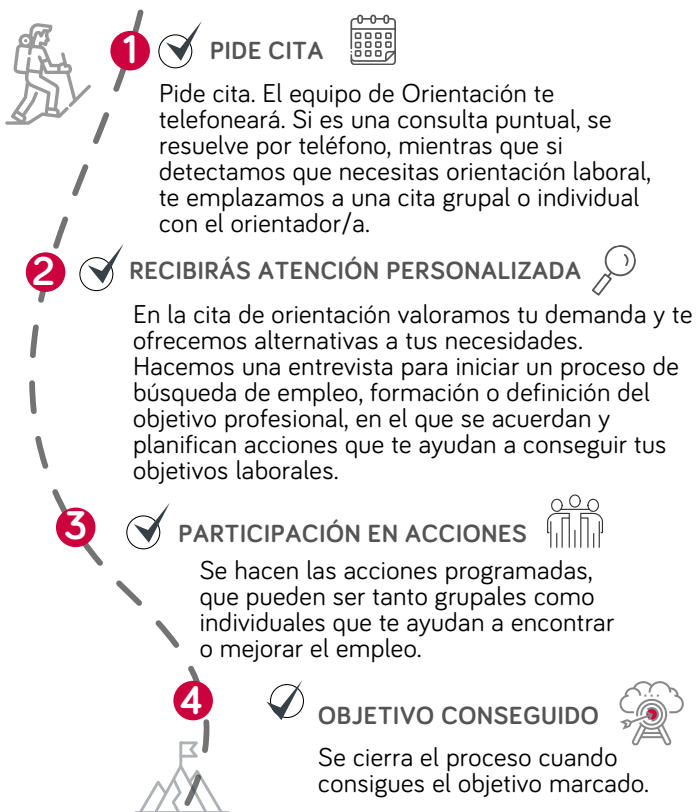 1 PIDE CITA
Pide cita. El equipo de Orientación te
telefoneará. Si es una consulta puntual, se
resuelve por teléfono, mientras que si
detectamos que necesitas orientación laboral,
te emplazamos a una cita grupal o individual
con el orientador/a.
2 RECIBIRÁS ATENCIÓN PERSONALIZADA
En la cita de orientación valoramos tu demanda y te
ofrecemos alternativas a tus necesidades.
Hacemos una entrevista para iniciar un proceso de
búsqueda de empleo, formación o definición del
objetivo profesional, en el que se acuerdan y
planifican acciones que te ayudan a conseguir tus
objetivos laborales.
3 PARTICIPACIÓN EN ACCIONES
Se hacen las acciones programadas,
que pueden ser tanto grupales como
individuales que te ayudan a encontrar
o mejorar el empleo.
4 OBJETIVO CONSEGUIDO
Se cierra el proceso cuando
consigues el objetivo marcado.